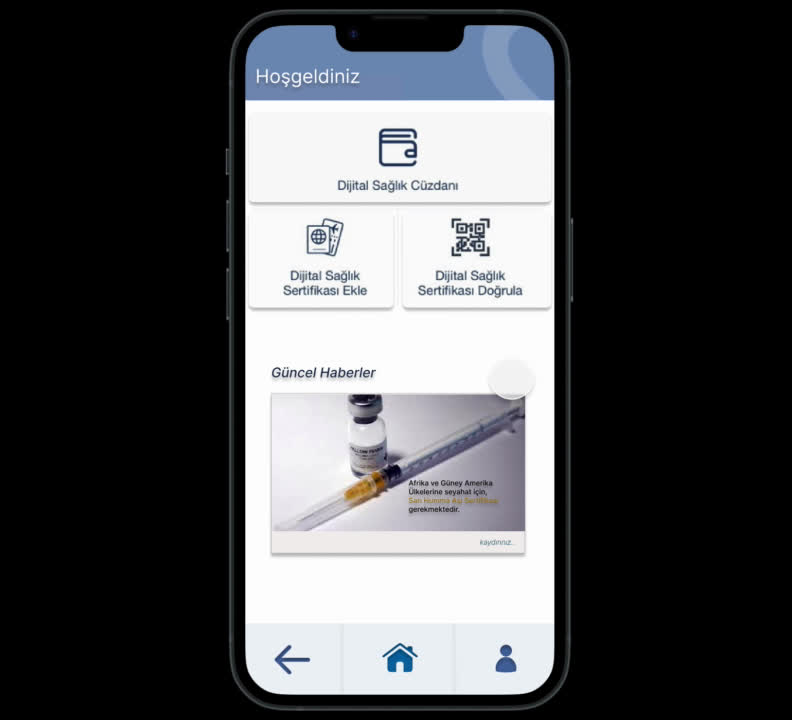 Hoşgeldiniz
Dijital Sağlık Cüzdanı
Dijital Sağlık
Sertifikası Ekle
Dijital Sağlık
Sertifikası Doğrula
Güncel Haberler
Afrika ve Güney Amerika
Ülkelerine seyahat için,
Sarı Humma Aşı Sertifikası
gerekmektedir.
kaydırınız..